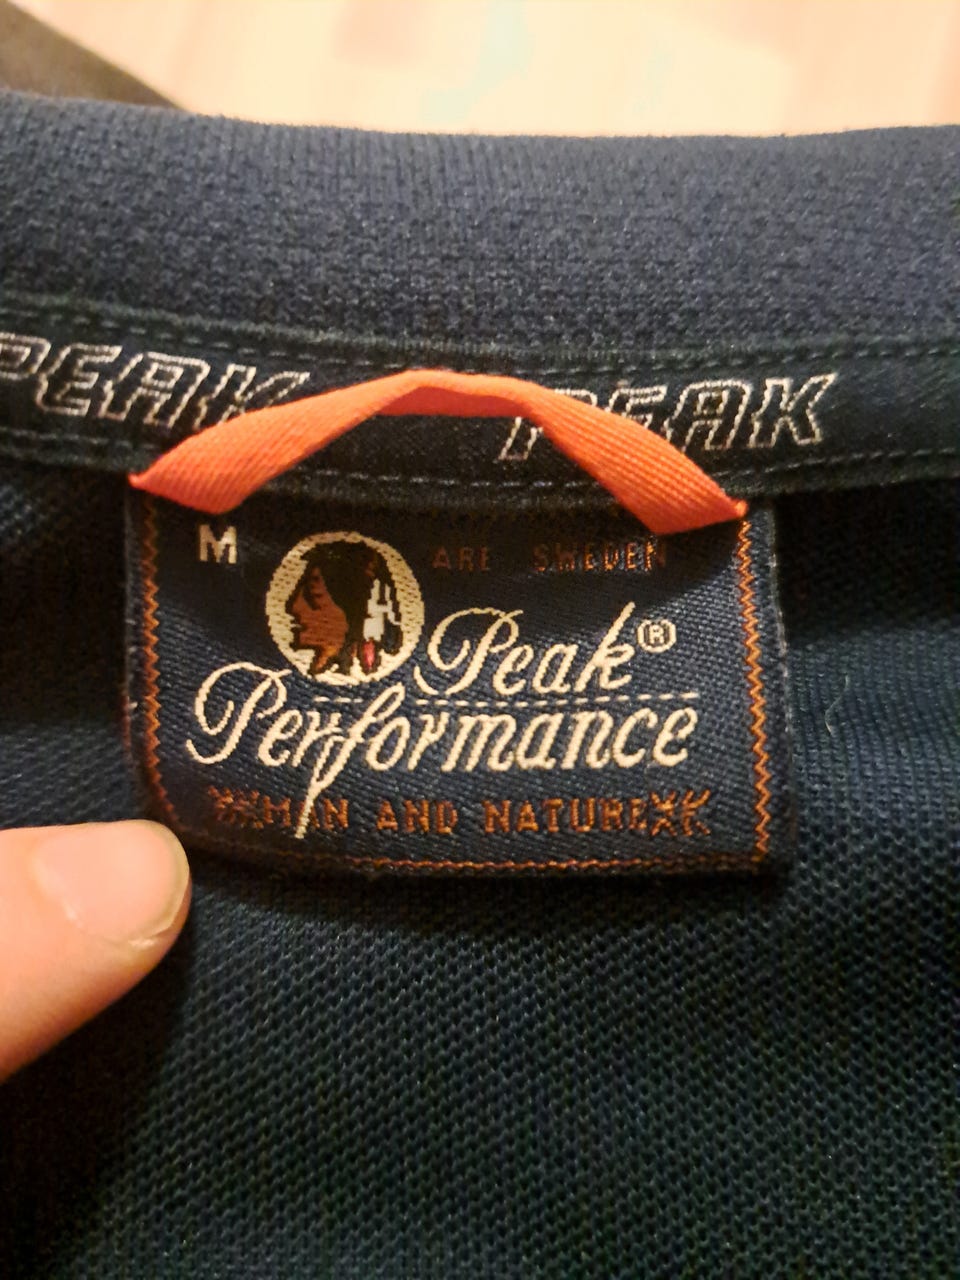 PEAK PEAK
M ARE SWEDEN
Peak®
Performance
MAN AND NATURE